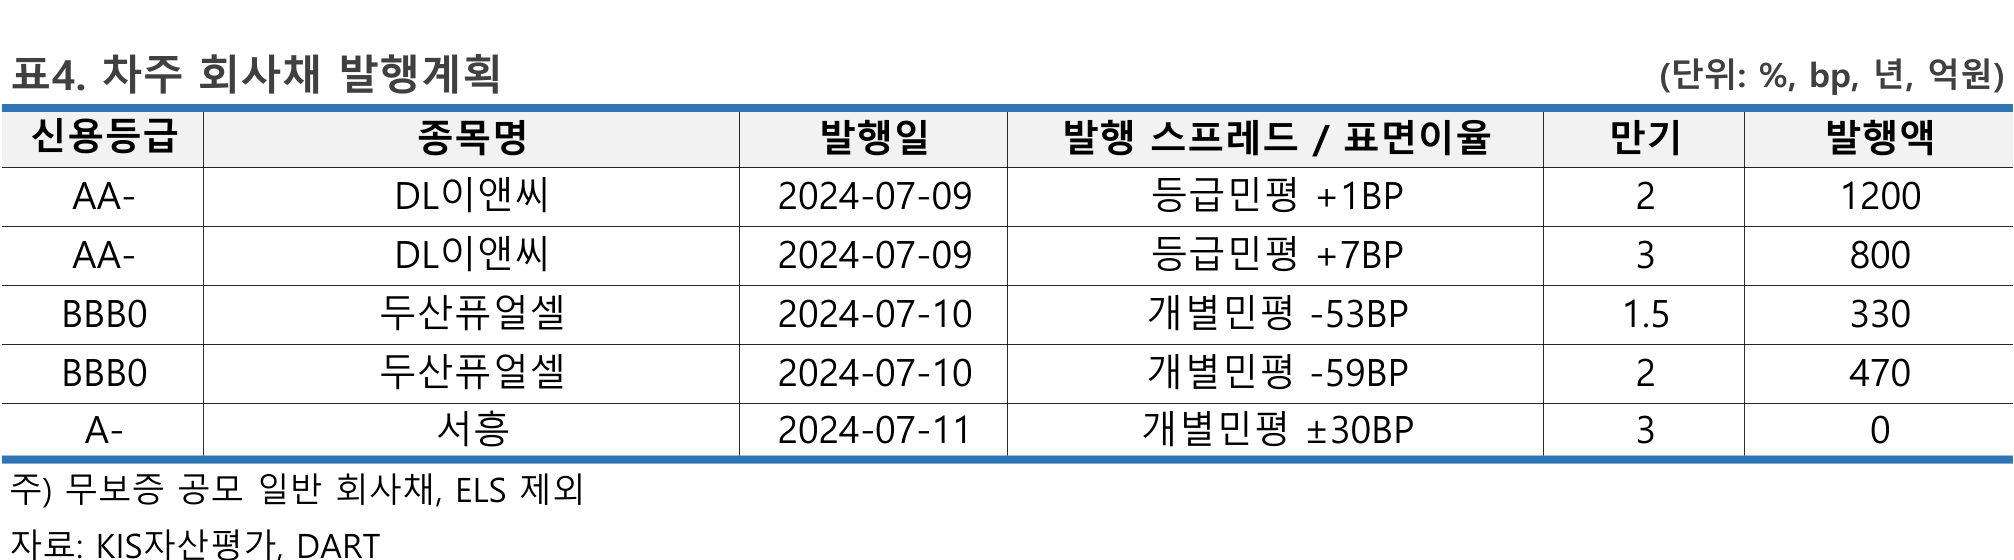 표4. 차주 회사채 발행계획 (단위: %, bp, 년, 억원)
신용등급 종목명 발행일 발행 스프레드 / 표면이율 만기 발행액
AA- DL이앤씨 2024-07-09 등급민평 +1BP 2 1200
AA- DL이앤씨 2024-07-09 등급민평 +7BP 3 800
BBB0 두산퓨얼셀 2024-07-10 개별민평 -53BP 1.5 330
BBB0 두산퓨얼셀 2024-07-10 개별민평 -59BP 2 470
A- 서흥 2024-07-11 개별민평 ±30BP 3 0
주) 무보증 공모 일반 회사채, ELS 제외
자료: KIS자산평가, DART